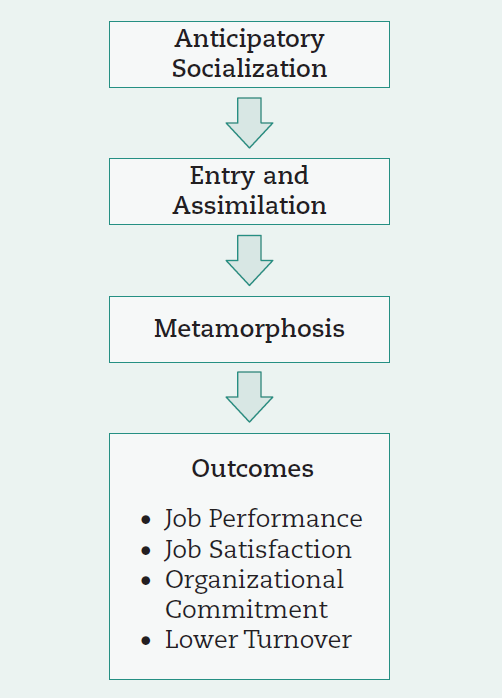 Anticipatory
Socialization
Entry and
Assimilation
Metamorphosis
Outcomes
• Job Performance
• Job Satisfaction
• Organizational
Commitment
• Lower Turnover